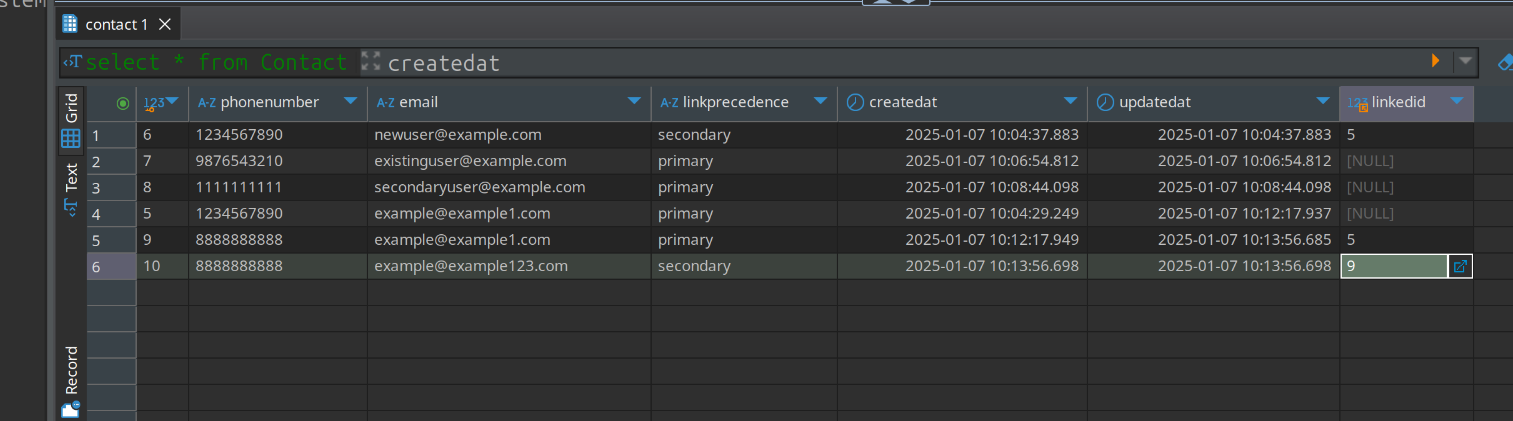 stem
contact 1
select * from Contact createdat
Grid
Text
Record
123 A-Z phonenumber A-Z email A-Z linkprecedence createdat updatedat 123 linkedid
1 6 1234567890 newuser@example.com secondary 2025-01-07 10:04:37.883 2025-01-07 10:04:37.883 5
2 7 9876543210 existinguser@example.com primary 2025-01-07 10:06:54.812 2025-01-07 10:06:54.812 [NULL]
3 8 1111111111 secondaryuser@example.com primary 2025-01-07 10:08:44.098 2025-01-07 10:08:44.098 [NULL]
4 5 1234567890 example@example1.com primary 2025-01-07 10:04:29.249 2025-01-07 10:12:17.937 [NULL]
5 9 8888888888 example@example1.com primary 2025-01-07 10:12:17.949 2025-01-07 10:13:56.685 5
6 10 8888888888 example@example123.com secondary 2025-01-07 10:13:56.698 2025-01-07 10:13:56.698 9